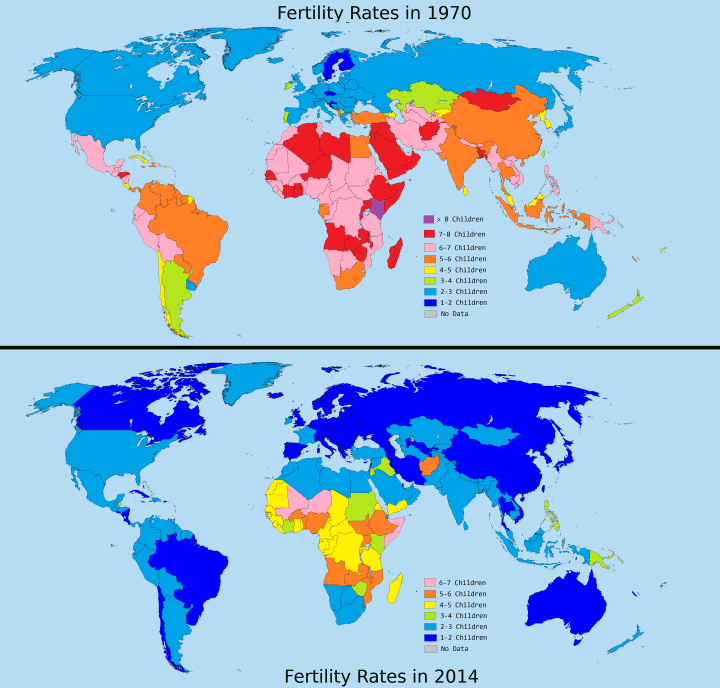 Fertility Rates in 1970
> 8 Children
7-8 Children
6-7 Children
5-6 Children
4-5 Children
3-4 Children
2-3 Children
1-2 Children
No Data
6-7 Children
5-6 Children
4-5 Children
3-4 Children
2-3 Children
1-2 Children
No Data
Fertility Rates in 2014